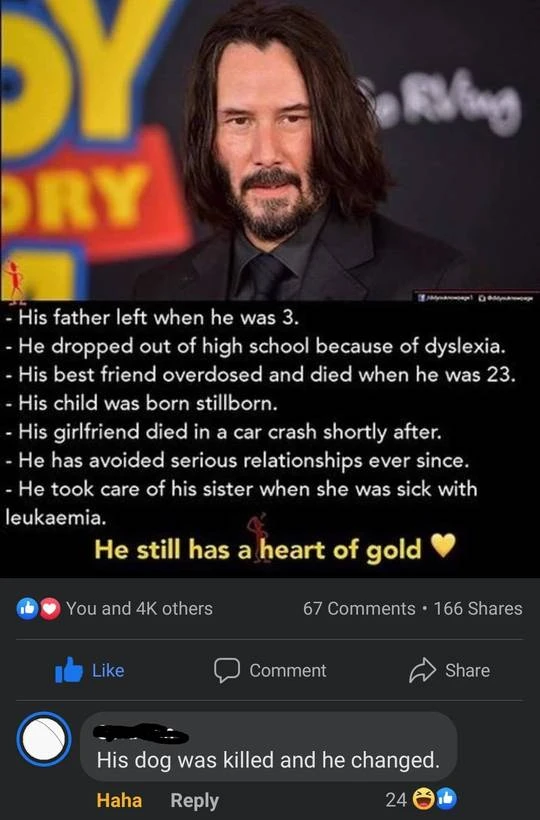 OY
ORY
- His father left when he was 3.
- He dropped out of high school because of dyslexia.
- His best friend overdosed and died when he was 23.
- His child was born stillborn.
- His girlfriend died in a car crash shortly after.
- He has avoided serious relationships ever since.
- He took care of his sister when she was sick with
leukaemia.
He still has a heart of gold 💛
You and 4K others 67 Comments • 166 Shares
Like Comment Share
His dog was killed and he changed.
Haha Reply 24